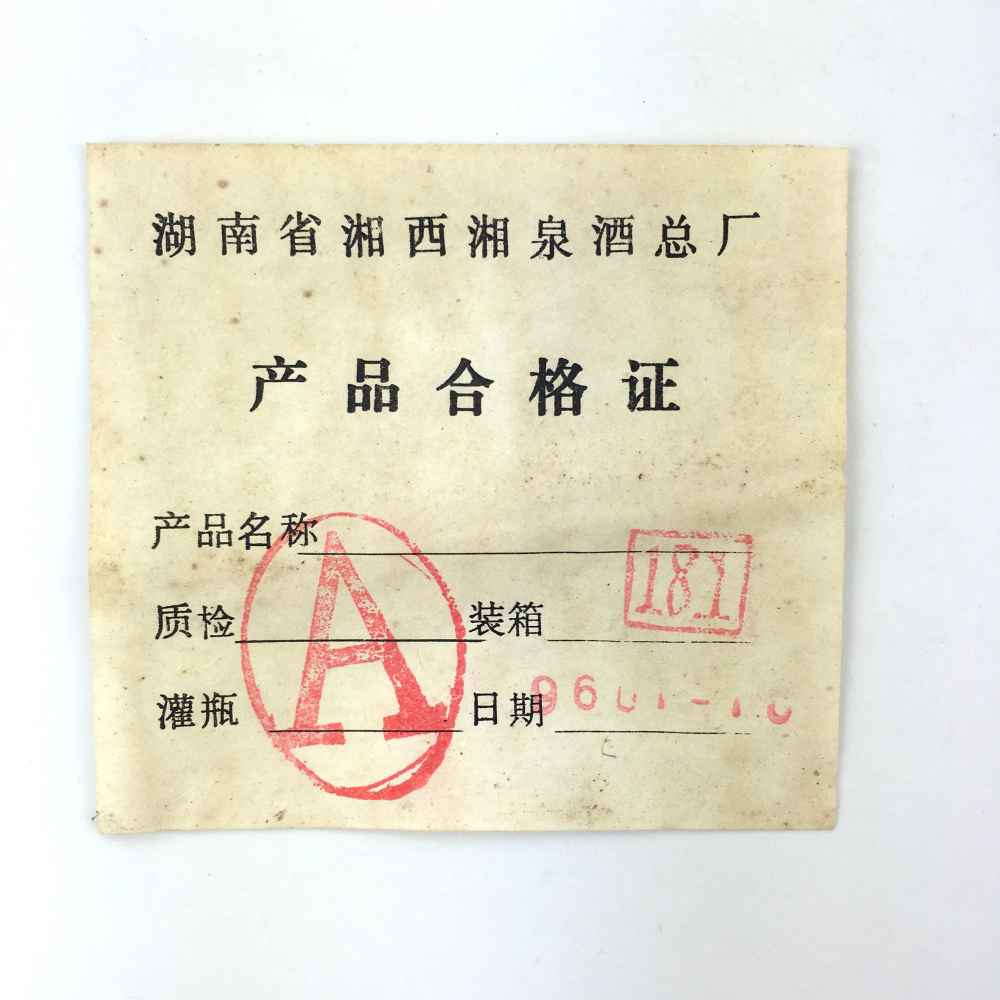 湖南省湘西湘泉酒总厂
产品合格证
产品名称
181
质检 装箱
A
灌瓶 日期